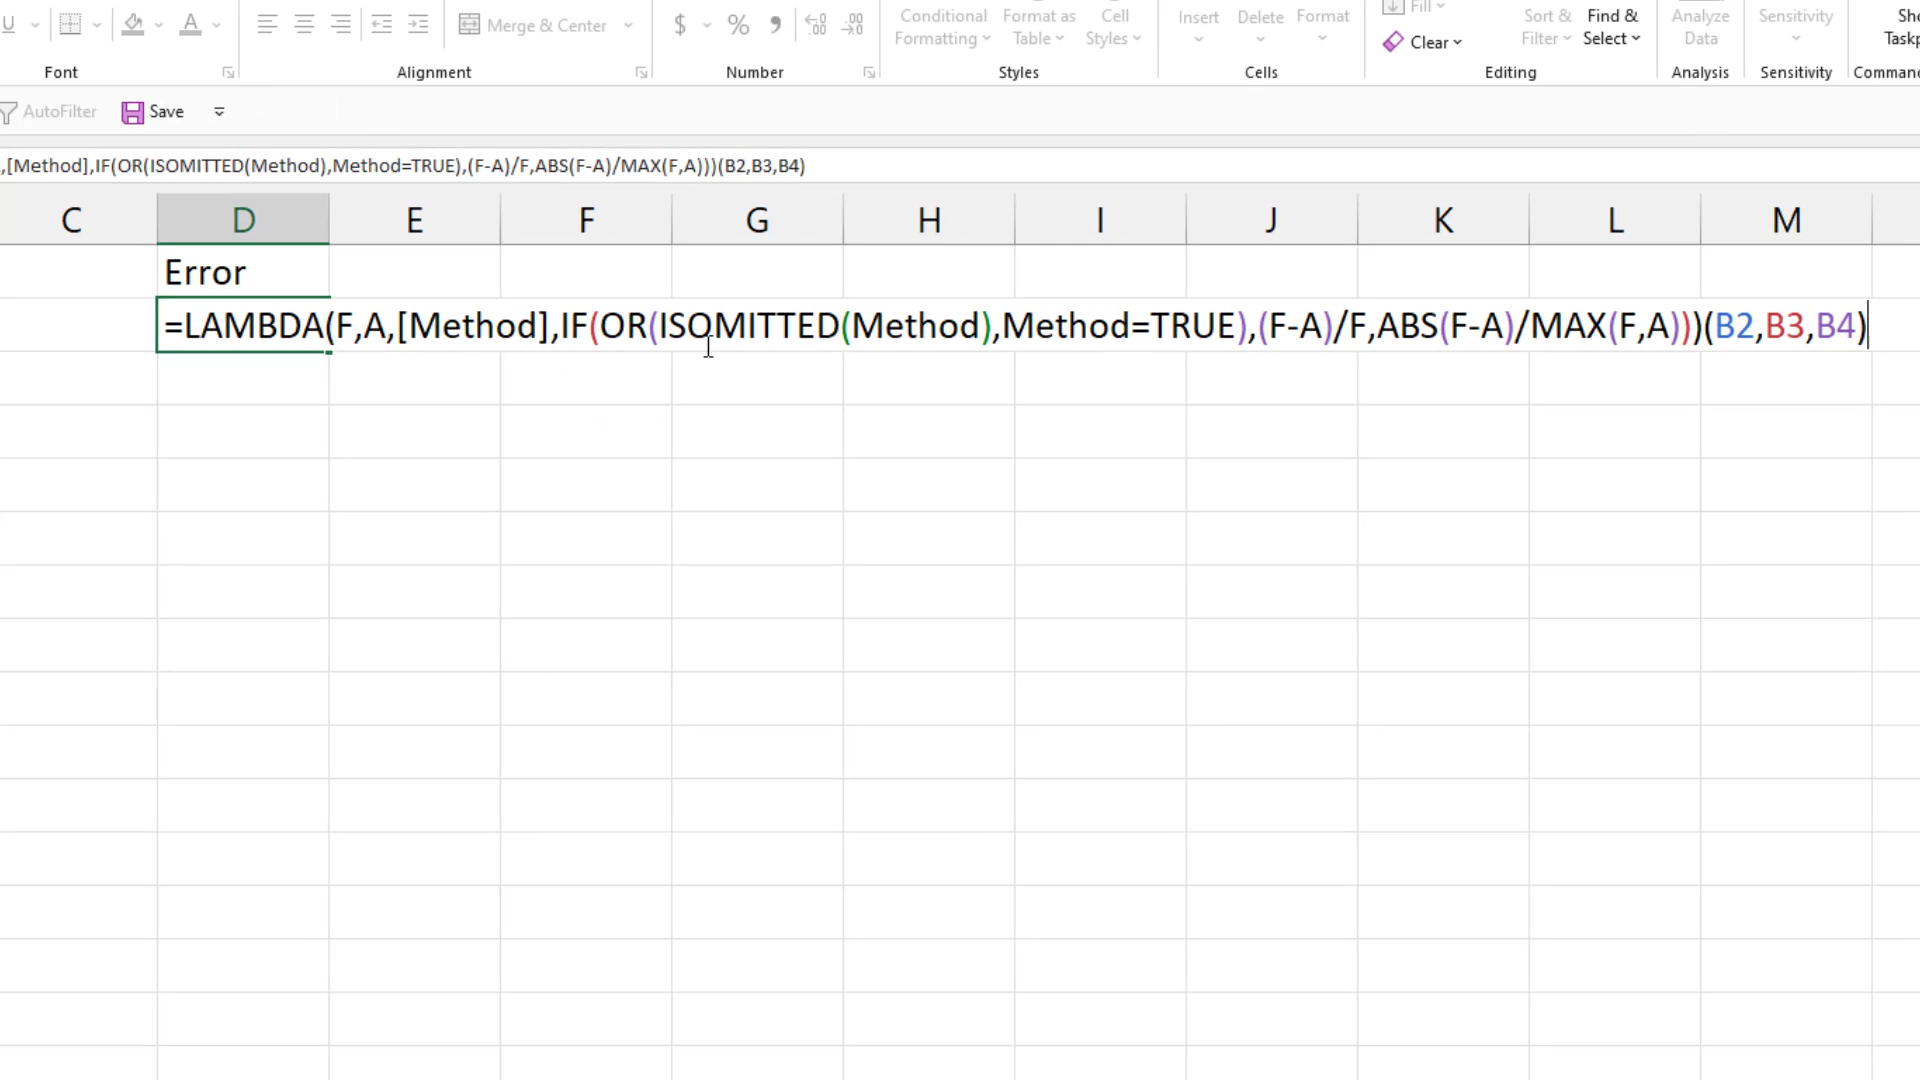 U A Merge & Center $ % Conditional Format as Cell Insert Delete Format Fill Sort & Find & Analyze Sensitivity
Formatting Table Styles Clear Filter Select Data
Font Alignment Number Styles Cells Editing Analysis Sensitivity
AutoFilter Save
,[Method],IF(OR(ISOMITTED(Method),Method=TRUE),(F-A)/F,ABS(F-A)/MAX(F,A)))(B2,B3,B4)
C D E F G H I J K L M
Error
=LAMBDA(F,A,[Method],IF(OR(ISOMITTED(Method),Method=TRUE),(F-A)/F,ABS(F-A)/MAX(F,A)))(B2,B3,B4)